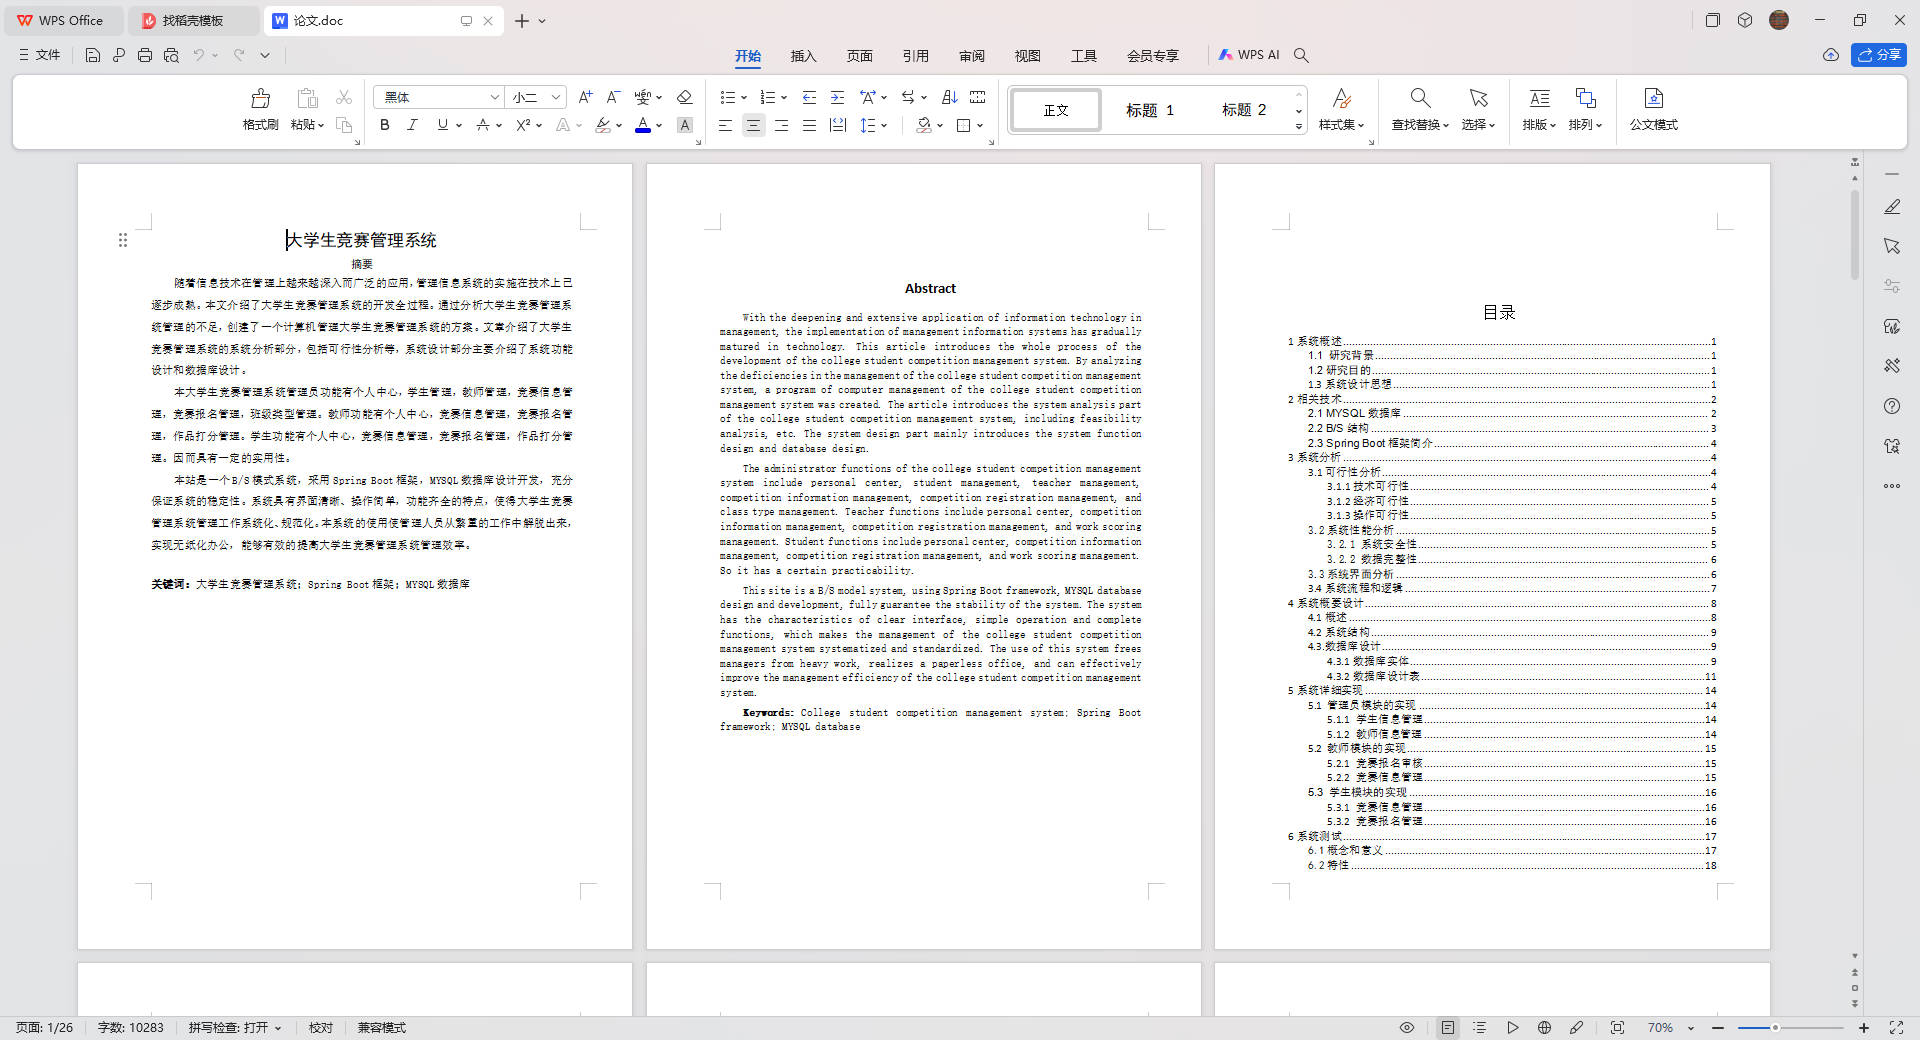 WPS Office
找稻壳模板
论文.doc
文件
开始
插入
页面
引用
审阅
视图
工具
会员专享
WPS AI
分享
格式刷
粘贴
黑体
小二
正文
标题 1
标题 2
样式集
查找替换
选择
排版
排列
公文模式
大学生竞赛管理系统
摘要
随着信息技术在管理上越来越深入而广泛的应用，管理信息系统的实施在技术上已
逐步成熟。本文介绍了大学生竞赛管理系统的开发全过程。通过分析大学生竞赛管理系
统管理的不足，创建了一个计算机管理大学生竞赛管理系统的方案。文章介绍了大学生
竞赛管理系统的系统分析部分，包括可行性分析等，系统设计部分主要介绍了系统功能
设计和数据库设计。
本大学生竞赛管理系统管理员功能有个人中心，学生管理，教师管理，竞赛信息管
理，竞赛报名管理，班级类型管理。教师功能有个人中心，竞赛信息管理，竞赛报名管
理，作品打分管理。学生功能有个人中心，竞赛信息管理，竞赛报名管理，作品打分管
理。因而具有一定的实用性。
本站是一个B/S模式系统，采用Spring Boot框架，MYSQL数据库设计开发，充分
保证系统的稳定性。系统具有界面清晰、操作简单，功能齐全的特点，使得大学生竞赛
管理系统管理工作系统化、规范化。本系统的使用使管理人员从繁重的工作中解脱出来，
实现无纸化办公，能够有效的提高大学生竞赛管理系统管理效率。
关键词：大学生竞赛管理系统；Spring Boot框架；MYSQL数据库
Abstract
With the deepening and extensive application of information technology in
management, the implementation of management information systems has gradually
matured in technology. This article introduces the whole process of the
development of the college student competition management system. By analyzing
the deficiencies in the management of the college student competition management
system, a program of computer management of the college student competition
management system was created. The article introduces the system analysis part
of the college student competition management system, including feasibility
analysis, etc. The system design part mainly introduces the system function
design and database design.
The administrator functions of the college student competition management
system include personal center, student management, teacher management,
competition information management, competition registration management, and
class type management. Teacher functions include personal center, competition
information management, competition registration management, and work scoring
management. Student functions include personal center, competition information
management, competition registration management, and work scoring management.
So it has a certain practicability.
This site is a B/S model system, using Spring Boot framework, MYSQL database
design and development, fully guarantee the stability of the system. The system
has the characteristics of clear interface, simple operation and complete
functions, which makes the management of the college student competition
management system systematized and standardized. The use of this system frees
managers from heavy work, realizes a paperless office, and can effectively
improve the management efficiency of the college student competition management
system.
Keywords: College student competition management system; Spring Boot
framework; MYSQL database
目录
1 系统概述 1
1.1 研究背景 1
1.2 研究目的 1
1.3 系统设计思想 1
2 相关技术 2
2.1 MYSQL 数据库 2
2.2 B/S 结构 3
2.3 Spring Boot 框架简介 4
3 系统分析 4
3.1 可行性分析 4
3.1.1 技术可行性 4
3.1.2 经济可行性 5
3.1.3 操作可行性 5
3.2 系统性能分析 5
3.2.1 系统安全性 5
3.2.2 数据完整性 6
3.3 系统界面分析 6
3.4 系统流程和逻辑 7
4 系统概要设计 8
4.1 概述 8
4.2 系统结构 9
4.3.数据库设计 9
4.3.1 数据库实体 9
4.3.2 数据库设计表 11
5 系统详细实现 14
5.1 管理员模块的实现 14
5.1.1 学生信息管理 14
5.1.2 教师信息管理 14
5.2 教师模块的实现 15
5.2.1 竞赛报名审核 15
5.2.2 竞赛信息管理 15
5.3 学生模块的实现 16
5.3.1 竞赛信息管理 16
5.3.2 竞赛报名管理 16
6 系统测试 17
6.1 概念和意义 17
6.2 特性 18
页面: 1/26
字数: 10283
拼写检查: 打开
校对
兼容模式
70%